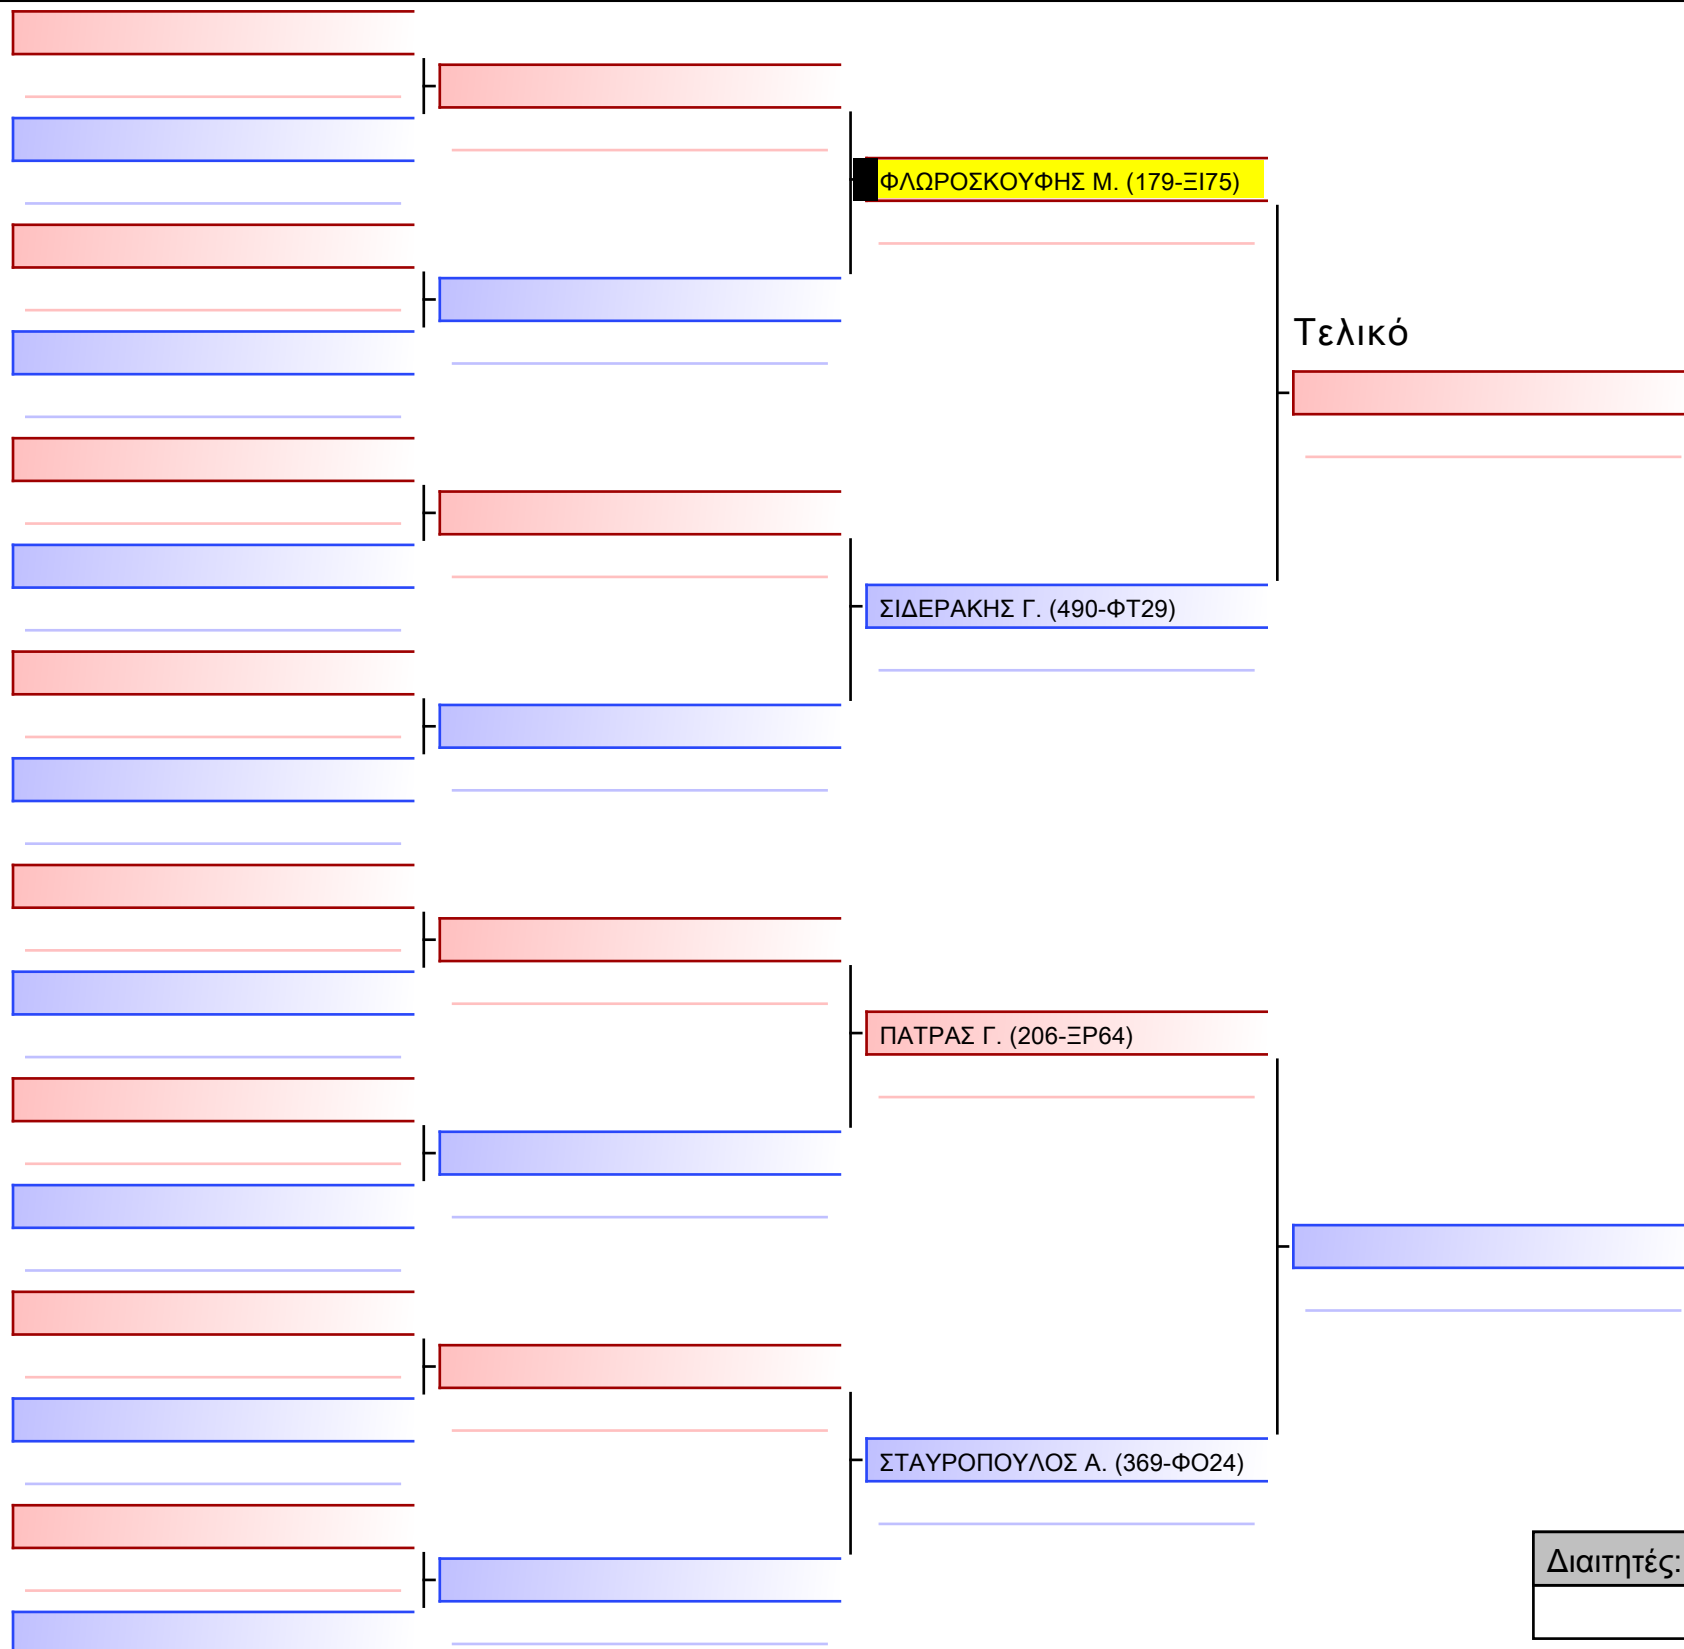 ΦΛΩΡΟΣΚΟΥΦΗΣ Μ. (179-ΞΙ75)
Τελικό
ΣΙΔΕΡΑΚΗΣ Γ. (490-ΦΤ29)
ΠΑΤΡΑΣ Γ. (206-ΞΡ64)
ΣΤΑΥΡΟΠΟΥΛΟΣ Α. (369-ΦΟ24)
Διαιτητές: